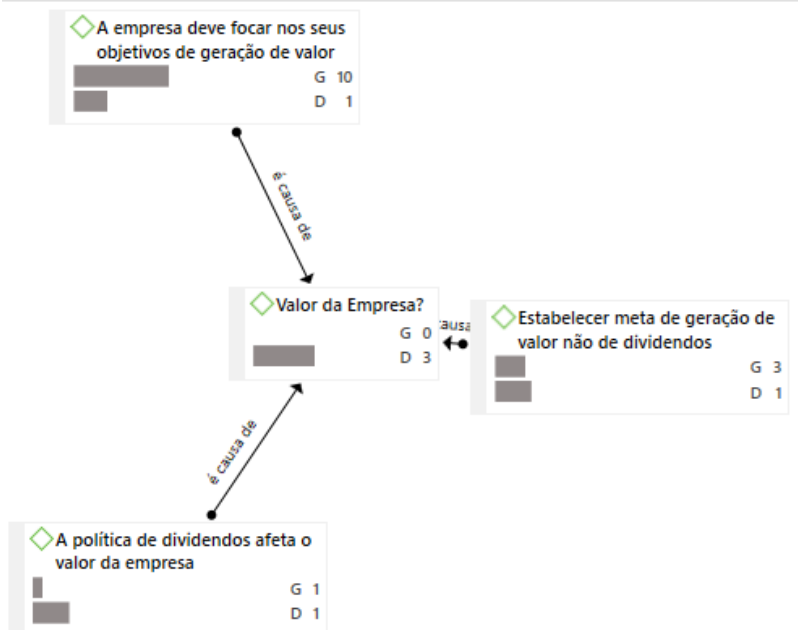 A empresa deve focar nos seus
objetivos de geração de valor
G 10
D 1
é causa de
Valor da Empresa?
G 0
D 3
Estabelecer meta de geração de
valor não de dividendos
G 3
D 1
é causa de
A política de dividendos afeta o
valor da empresa
G 1
D 1